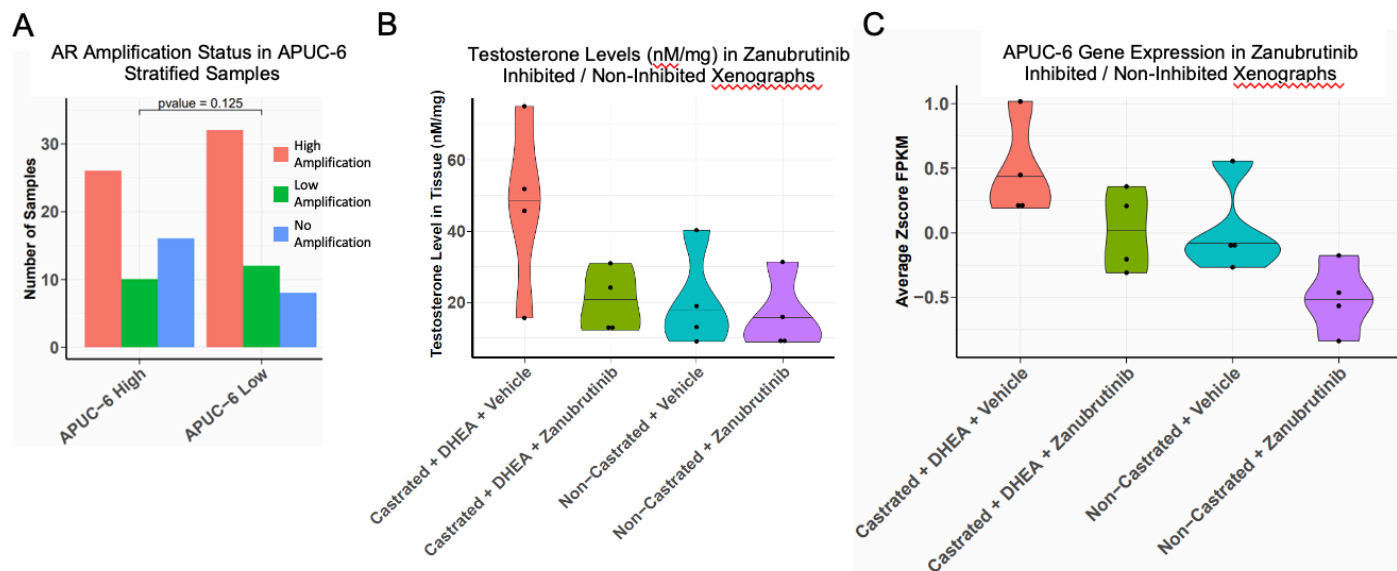 A
AR Amplification Status in APUC-6
Stratified Samples
pvalue = 0.125
Number of Samples
30
20
10
0
High
Amplification
Low
Amplification
No
Amplification
APUC−6 High
APUC−6 Low
B
Testosterone Levels (nM/mg) in Zanubrutinib
Inhibited / Non-Inhibited Xenographs
Testosterone Level in Tissue (nM/mg)
60
40
20
Castrated + DHEA + Vehicle
Castrated + DHEA + Zanubrutinib
Non−Castrated + Vehicle
Non−Castrated + Zanubrutinib
C
APUC-6 Gene Expression in Zanubrutinib
Inhibited / Non-Inhibited Xenographs
Average Zscore FPKM
1.0
0.5
0.0
−0.5
Castrated + DHEA + Vehicle
Castrated + DHEA + Zanubrutinib
Non−Castrated + Vehicle
Non−Castrated + Zanubrutinib